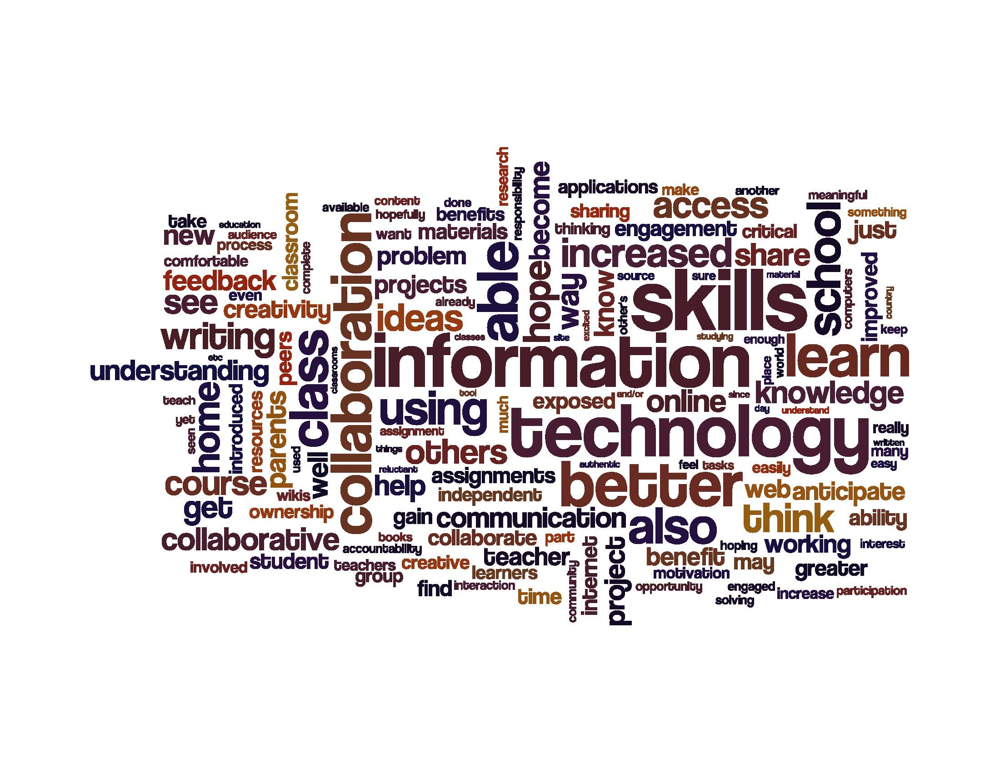 research
responsibility
become
hope
applications
make
another
access
meaningful
school
sharing
something
thinking
engagement
critical
just
available
content
done
hopefully
benefits
want
materials
classroom
take
education
new
audience
process
complete
comfortable
collaboration
problem
able
increased
share
improved
feedback
projects
way
know
source
sure
material
computers
country
even
see
creativity
already
ideas
excited
other's
skills
keep
writing
peers
class
classes
site
studying
enough
learn
etc
classrooms
information
place
world
understanding
home
introduced
resources
parents
teach
using
tool
much
exposed
and/or
online
since
knowledge
day
understand
yet
seen
used
well
assignment
technology
really
things
others
written
many
reluctant
authentic
feel
tasks
easily
easy
course
wikis
help
assignments
better
web
anticipate
independent
get
ownership
gain
communication
also
think
ability
collaborative
books
collaborate
part
internet
project
hoping
working
interest
accountability
involved
student
teachers
creative
teacher
benefit
may
greater
group
learners
community
motivation
find
interaction
time
opportunity
engaged
increase
participation
solving